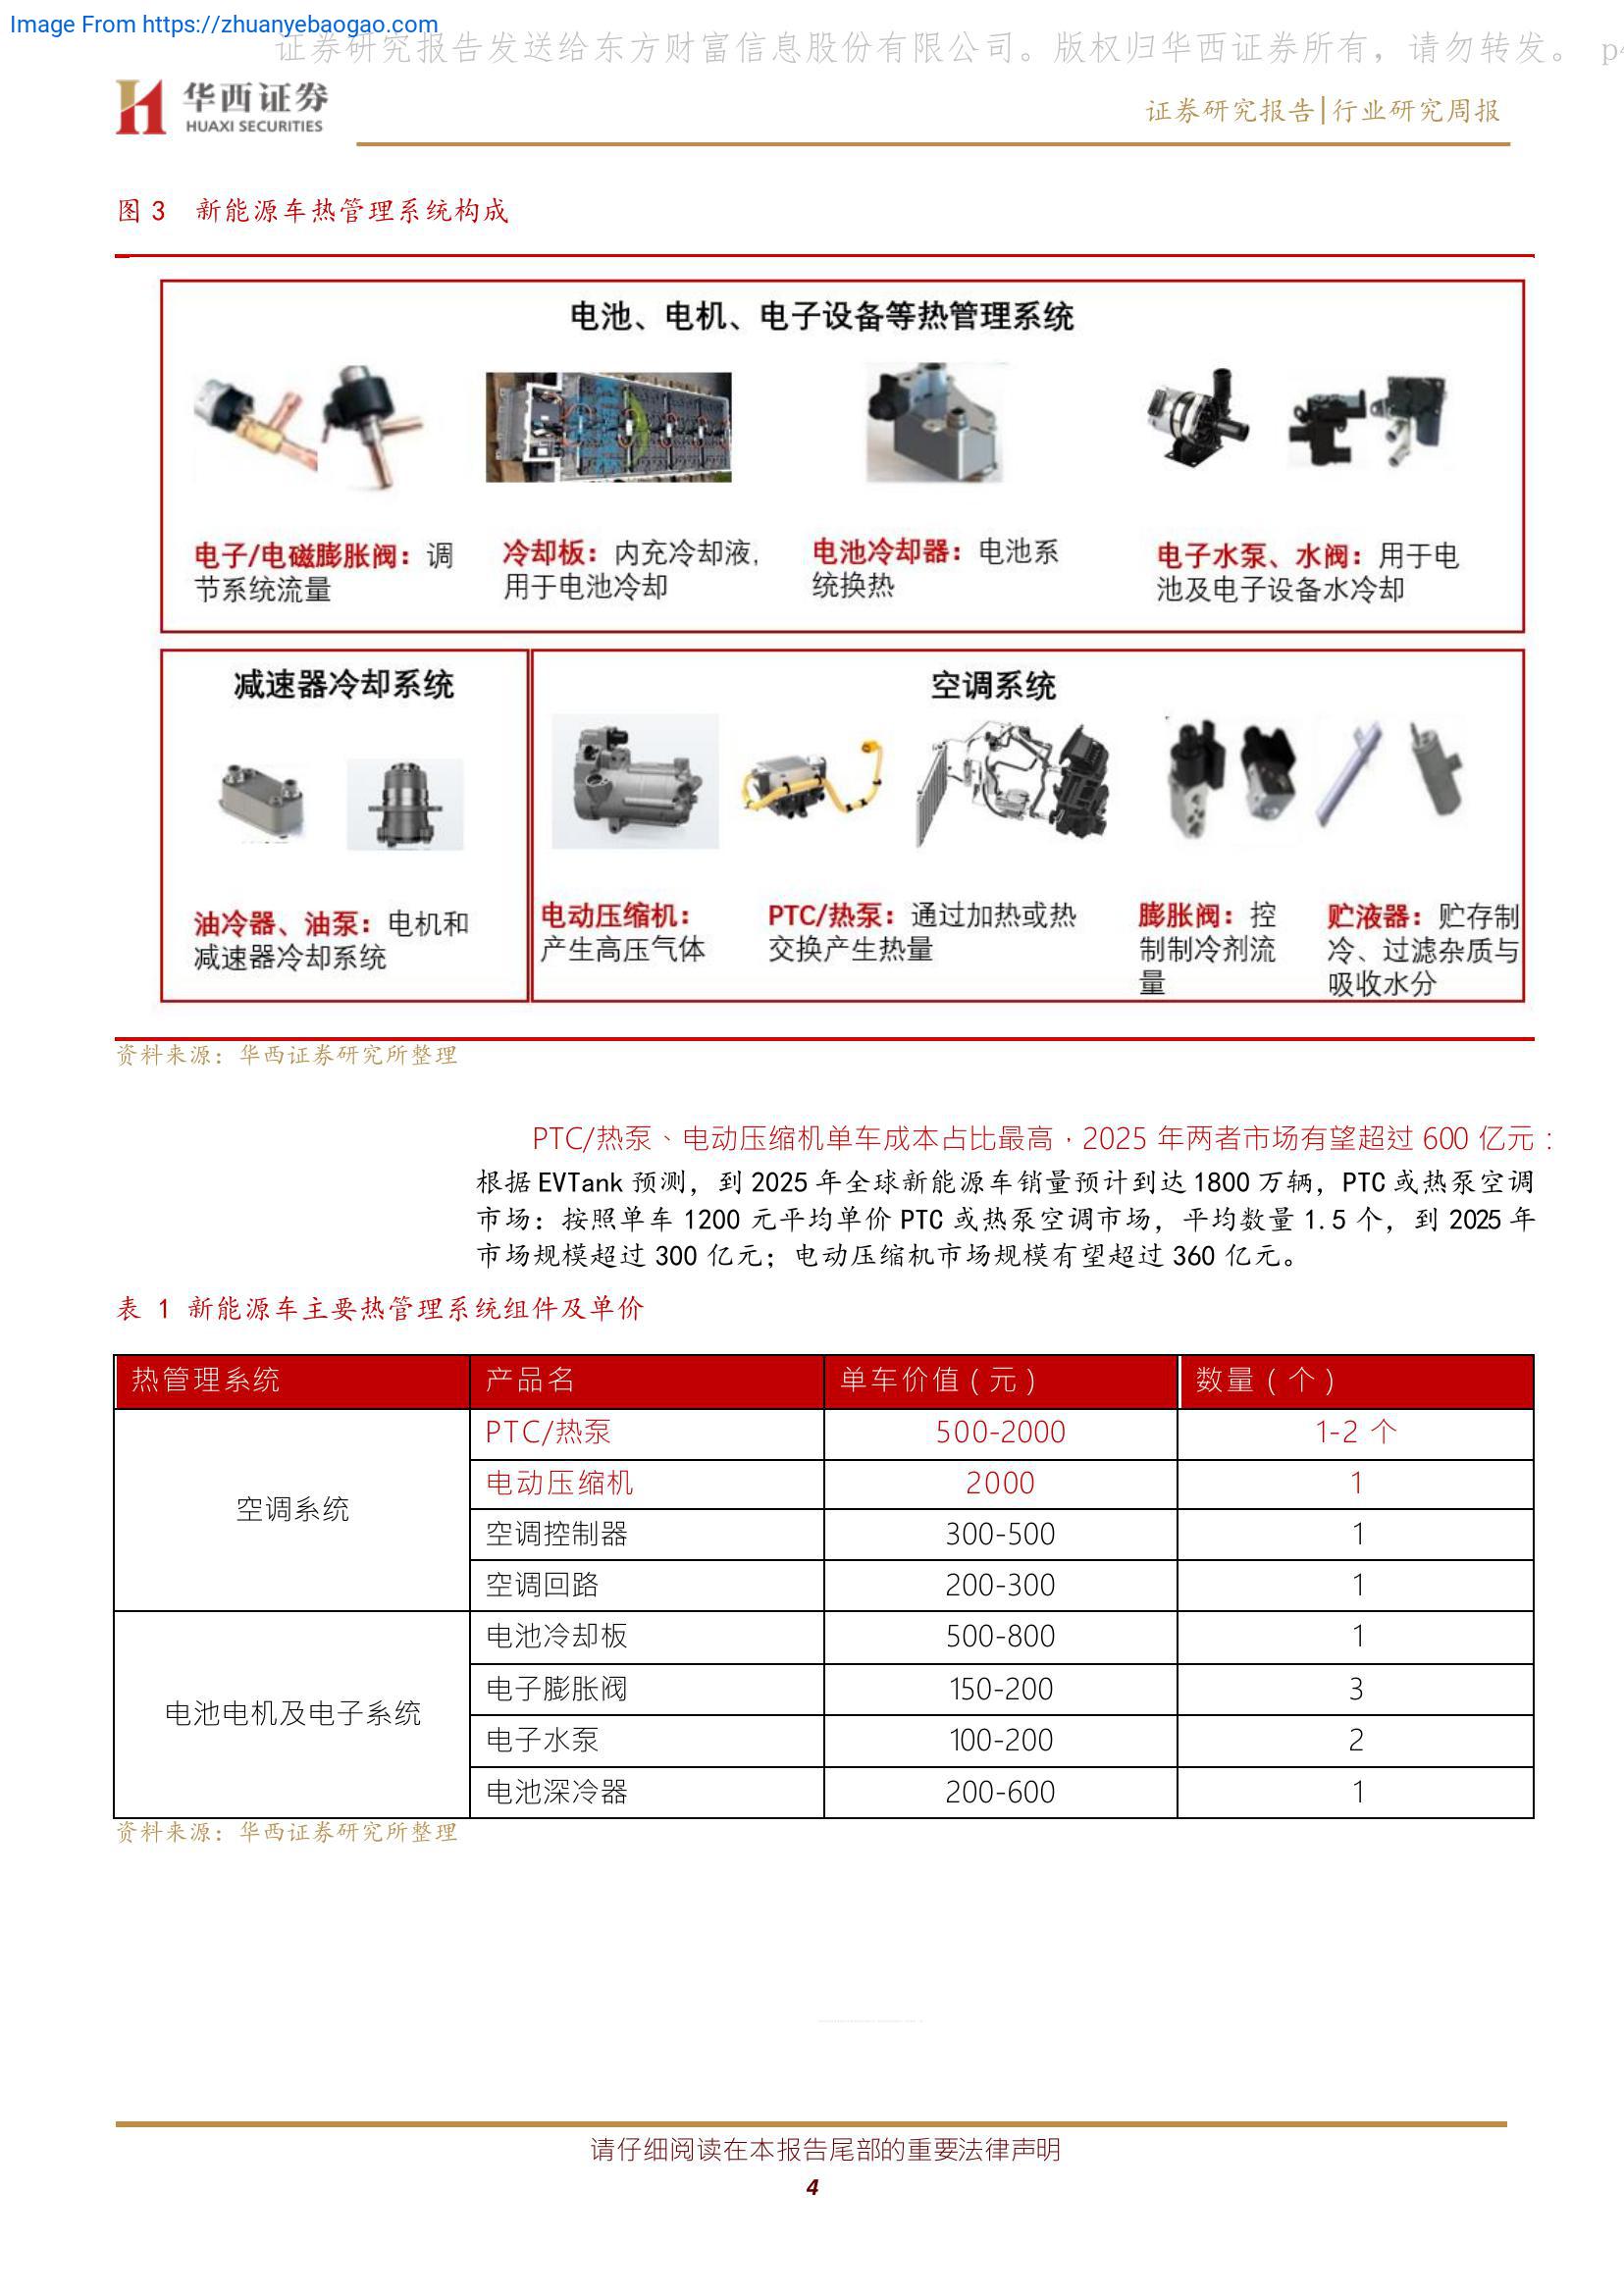 Image From https://zhuanyebaogao.com
证券研究报告发送给东方财富信息股份有限公司。版权归华西证券所有，请勿转发。 p4
华西证券
HUAXI SECURITIES
证券研究报告|行业研究周报
图 3 新能源车热管理系统构成
电池、电机、电子设备等热管理系统
电子/电磁膨胀阀：调
节系统流量
冷却板：内充冷却液,
用于电池冷却
电池冷却器：电池系
统换热
电子水泵、水阀：用于电
池及电子设备水冷却
减速器冷却系统
油冷器、油泵：电机和
减速器冷却系统
空调系统
电动压缩机：
产生高压气体
PTC/热泵：通过加热或热
交换产生热量
膨胀阀：控
制制冷剂流
量
贮液器：贮存制
冷、过滤杂质与
吸收水分
资料来源：华西证券研究所整理
PTC/热泵、电动压缩机单车成本占比最高，2025 年两者市场有望超过 600 亿元：
根据 EVTank 预测，到 2025 年全球新能源车销量预计到达 1800 万辆，PTC 或热泵空调
市场：按照单车 1200 元平均单价 PTC 或热泵空调市场，平均数量 1.5 个，到 2025 年
市场规模超过 300 亿元；电动压缩机市场规模有望超过 360 亿元。
表 1 新能源车主要热管理系统组件及单价
热管理系统 产品名 单车价值（元） 数量（个）
空调系统
PTC/热泵 500-2000 1-2 个
电动压缩机 2000 1
空调控制器 300-500 1
空调回路 200-300 1
电池电机及电子系统
电池冷却板 500-800 1
电子膨胀阀 150-200 3
电子水泵 100-200 2
电池深冷器 200-600 1
资料来源：华西证券研究所整理
请仔细阅读在本报告尾部的重要法律声明
4